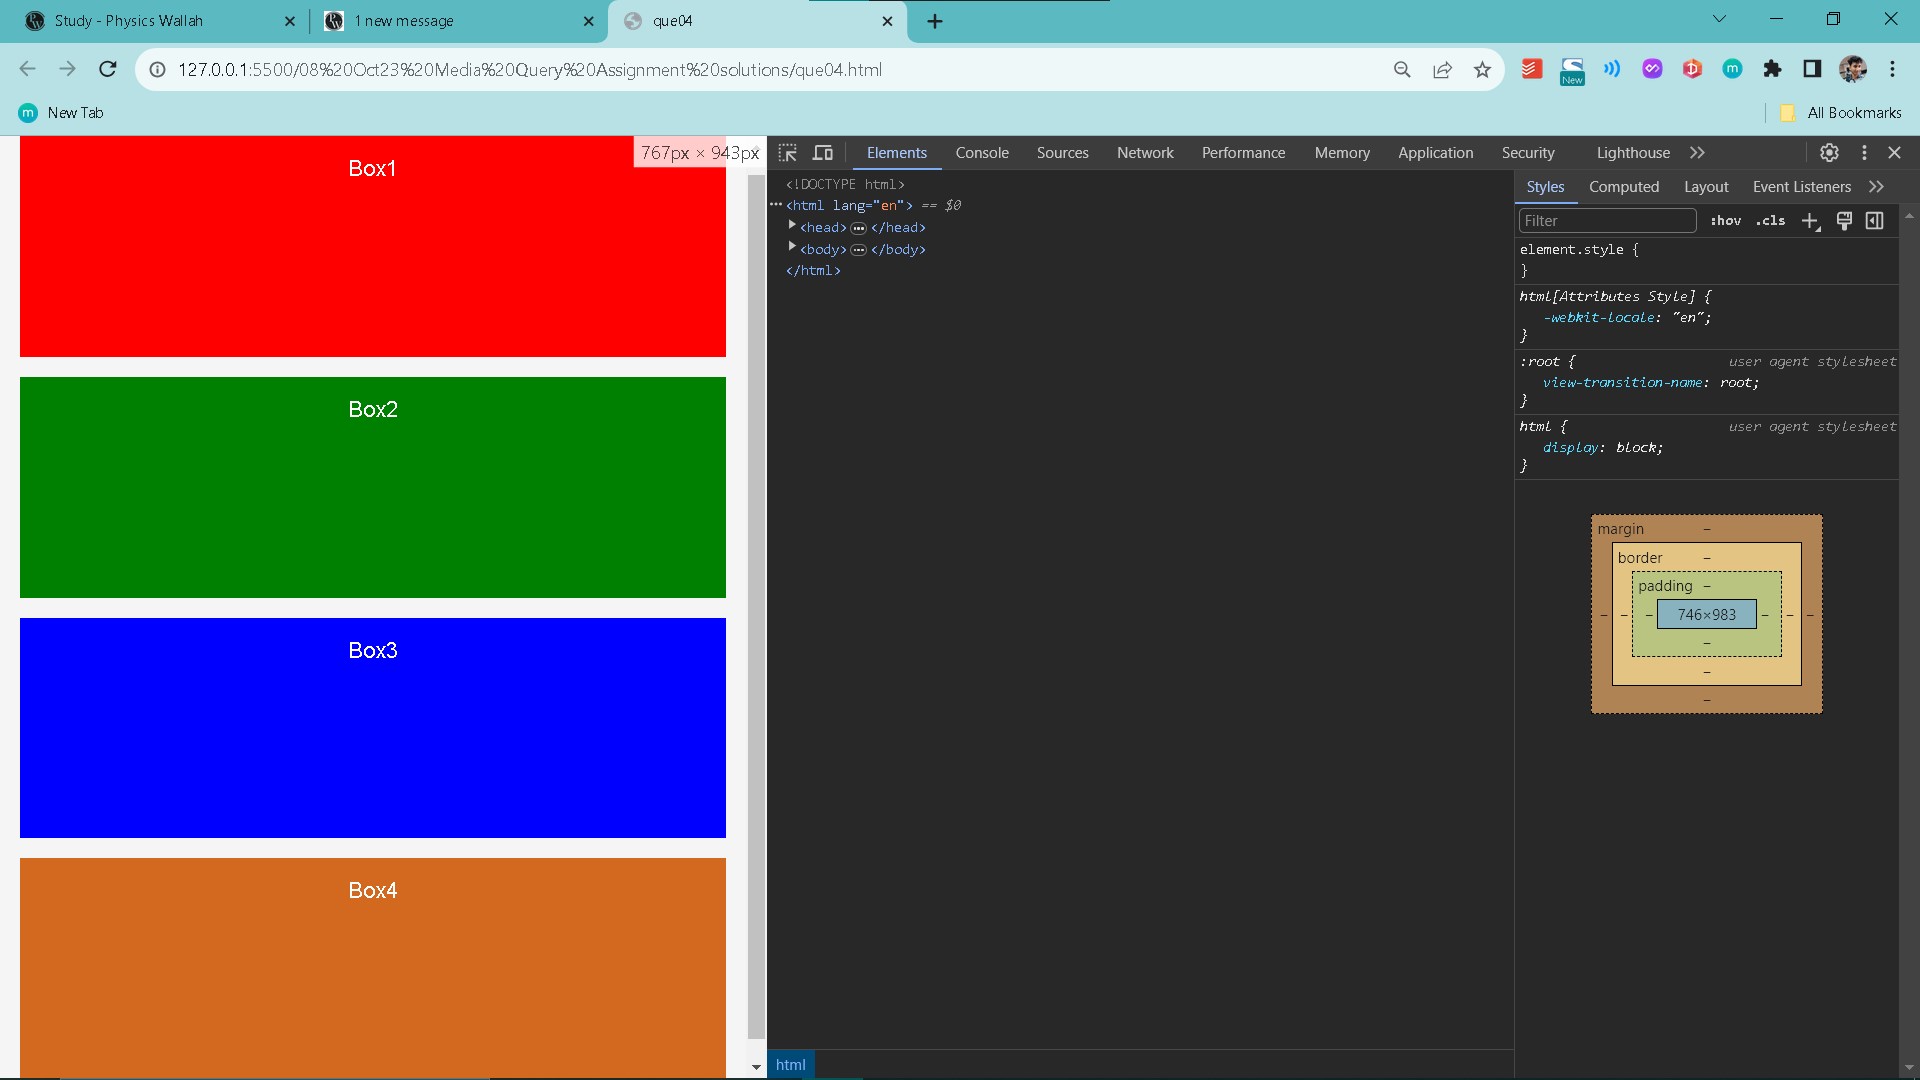 Study - Physics Wallah
1 new message
que04
127.0.0.1:5500/08%20Oct23%20Media%20Query%20Assignment%20solutions/que04.html
New
m
m New Tab
All Bookmarks
Box1
767px × 943px
Box2
Box3
Box4
Elements Console Sources Network Performance Memory Application Security Lighthouse
<!DOCTYPE html>
<html lang="en"> == $0
<head> </head>
<body> </body>
</html>
html
Styles Computed Layout Event Listeners
Filter :hov .cls
element.style {
}
html[Attributes Style] {
-webkit-locale: "en";
}
:root { user agent stylesheet
view-transition-name: root;
}
html { user agent stylesheet
display: block;
}
margin –
border –
padding –
– – – 746×983 – – –
–
–
–